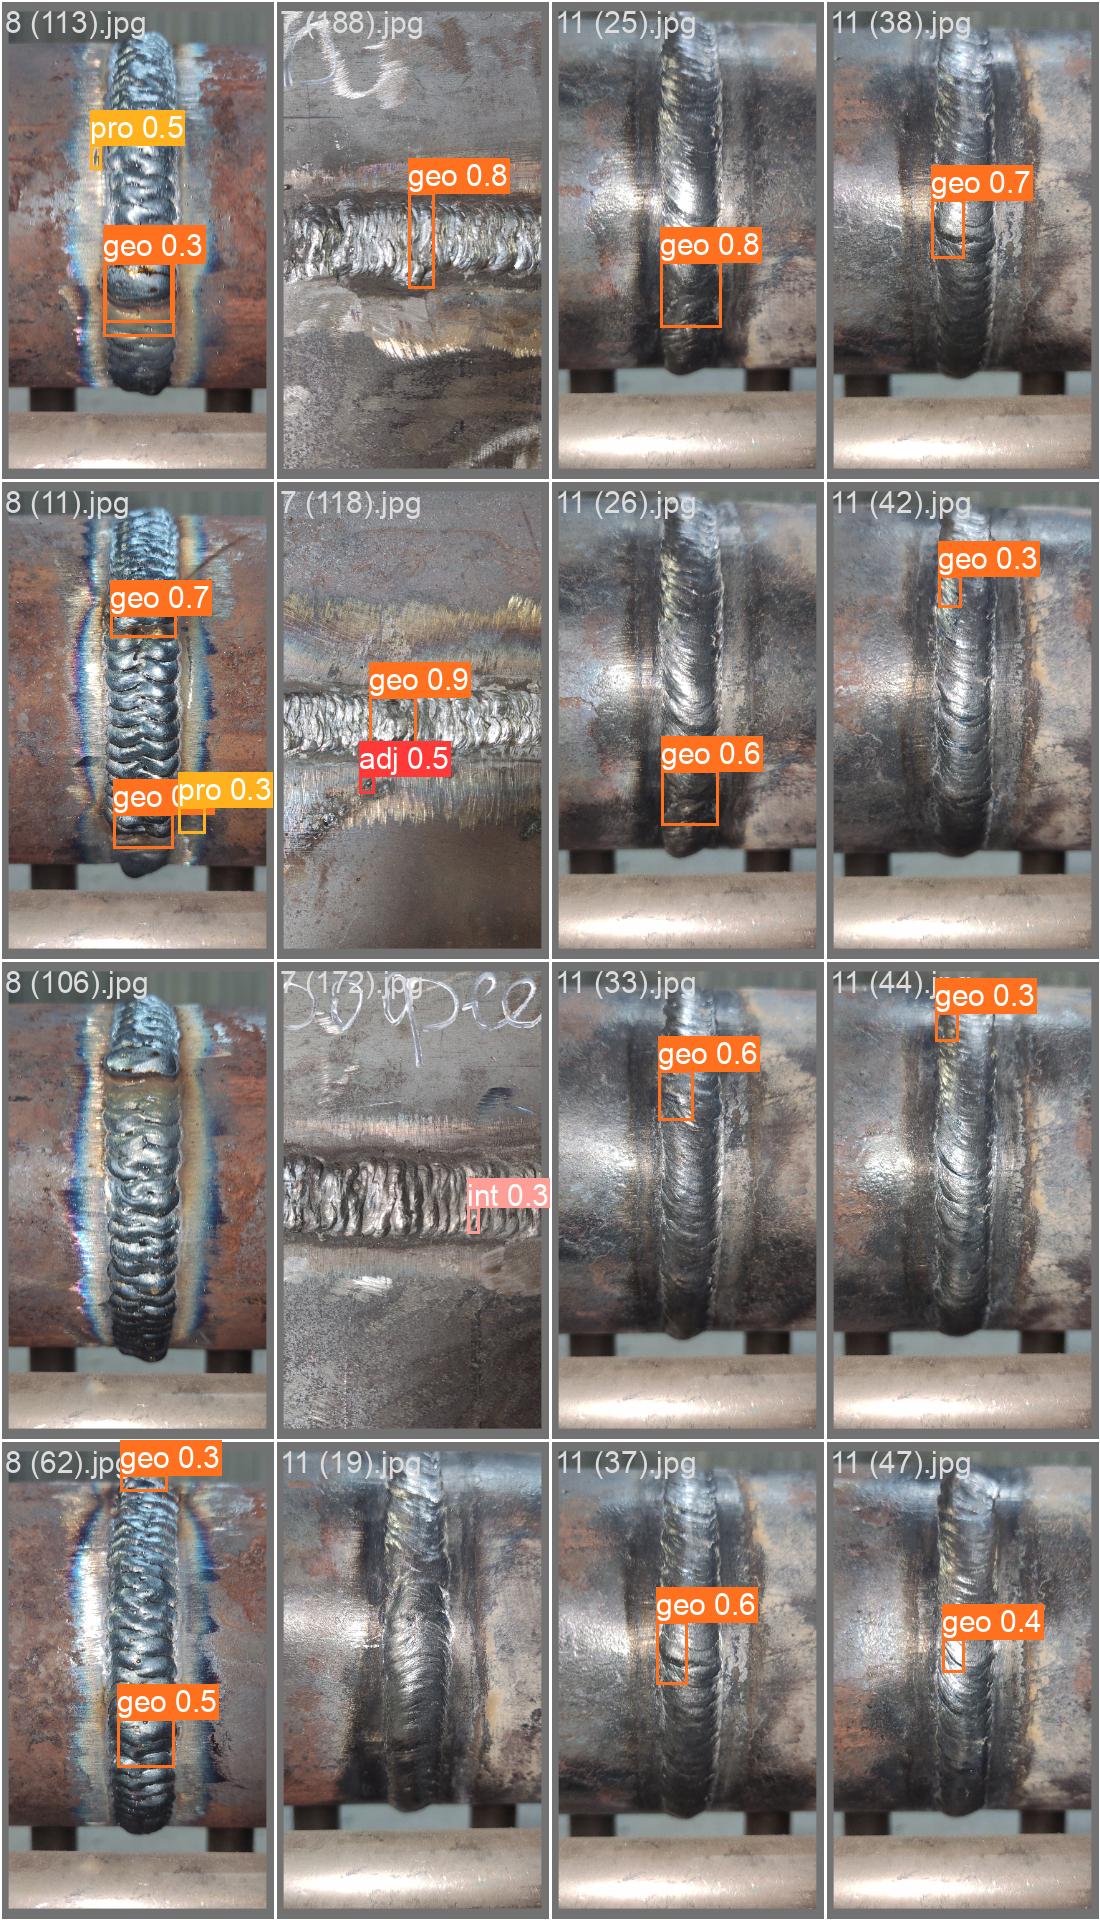 8 (113).jpg
7 (188).jpg
11 (25).jpg
11 (38).jpg
pro 0.5
geo 0.8
geo 0.7
geo 0.3
geo 0.8
8 (11).jpg
7 (118).jpg
11 (26).jpg
11 (42).jpg
geo 0.3
geo 0.7
geo 0.9
adj 0.5
geo 0.6
geo
pro 0.3
8 (106).jpg
7 (172).jpg
11 (33).jpg
11 (44).jpg
geo 0.3
geo 0.6
int 0.3
8 (62).jpg
geo 0.3
11 (19).jpg
11 (37).jpg
11 (47).jpg
geo 0.6
geo 0.4
geo 0.5